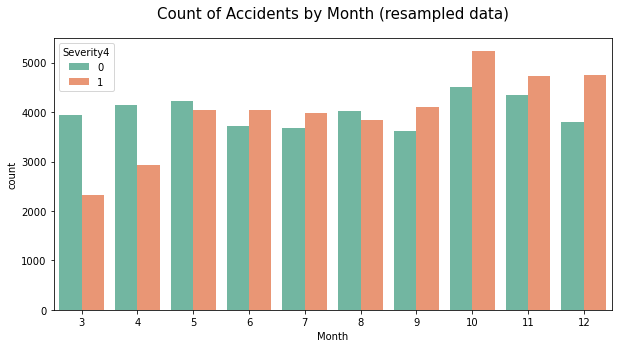 Count of Accidents by Month (resampled data)
Severity4
0
1
5000
4000
3000
2000
1000
0
count
3 4 5 6 7 8 9 10 11 12
Month